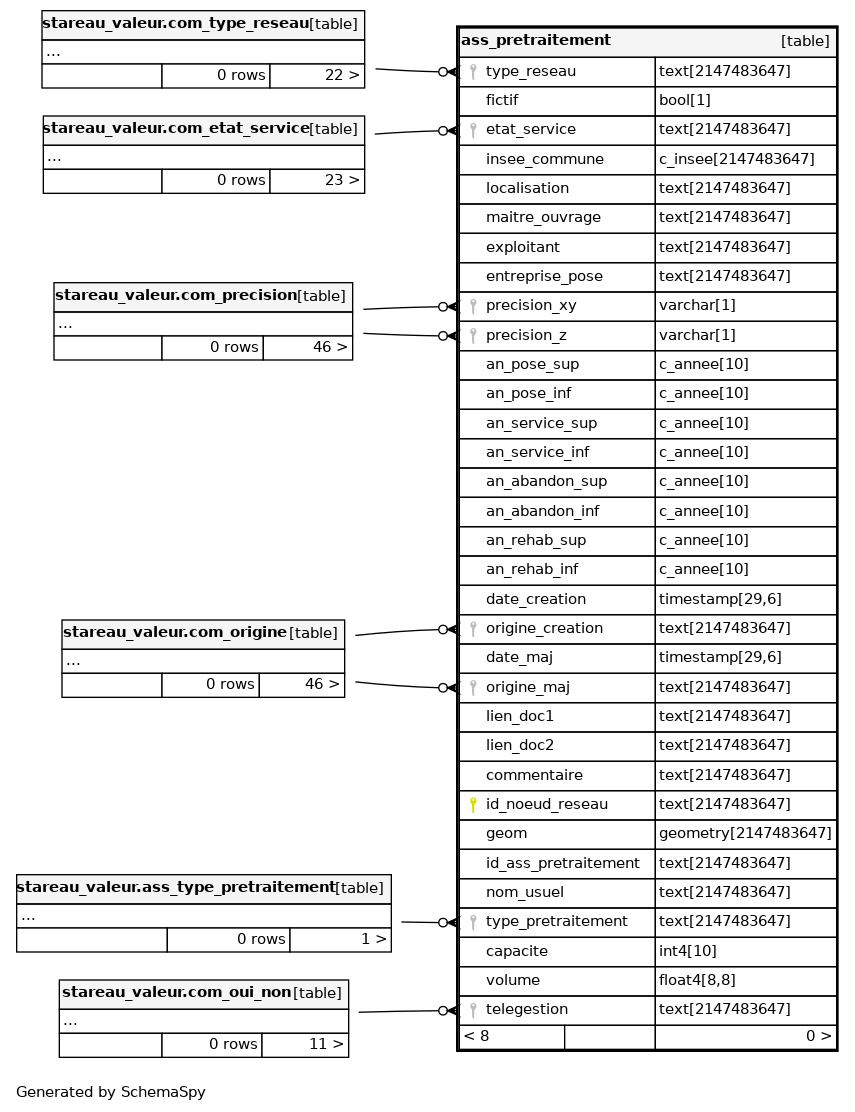 stareau_valeur.com_type_reseau[table]
...
0 rows 22 >
stareau_valeur.com_etat_service[table]
...
0 rows 23 >
stareau_valeur.com_precision[table]
...
0 rows 46 >
stareau_valeur.com_origine[table]
...
0 rows 46 >
stareau_valeur.ass_type_pretraitement[table]
...
0 rows 1 >
stareau_valeur.com_oui_non[table]
...
0 rows 11 >
ass_pretraitement [table]
type_reseau text[2147483647]
fictif bool[1]
etat_service text[2147483647]
insee_commune c_insee[2147483647]
localisation text[2147483647]
maitre_ouvrage text[2147483647]
exploitant text[2147483647]
entreprise_pose text[2147483647]
precision_xy varchar[1]
precision_z varchar[1]
an_pose_sup c_annee[10]
an_pose_inf c_annee[10]
an_service_sup c_annee[10]
an_service_inf c_annee[10]
an_abandon_sup c_annee[10]
an_abandon_inf c_annee[10]
an_rehab_sup c_annee[10]
an_rehab_inf c_annee[10]
date_creation timestamp[29,6]
origine_creation text[2147483647]
date_maj timestamp[29,6]
origine_maj text[2147483647]
lien_doc1 text[2147483647]
lien_doc2 text[2147483647]
commentaire text[2147483647]
id_noeud_reseau text[2147483647]
geom geometry[2147483647]
id_ass_pretraitement text[2147483647]
nom_usuel text[2147483647]
type_pretraitement text[2147483647]
capacite int4[10]
volume float4[8,8]
telegestion text[2147483647]
< 8 0 >
Generated by SchemaSpy